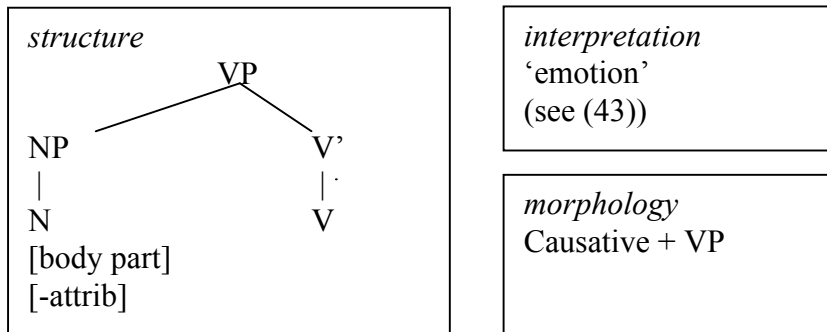 structure
VP
NP V’
N V
[body part]
[-attrib]
interpretation
‘emotion’
(see (43))
morphology
Causative + VP